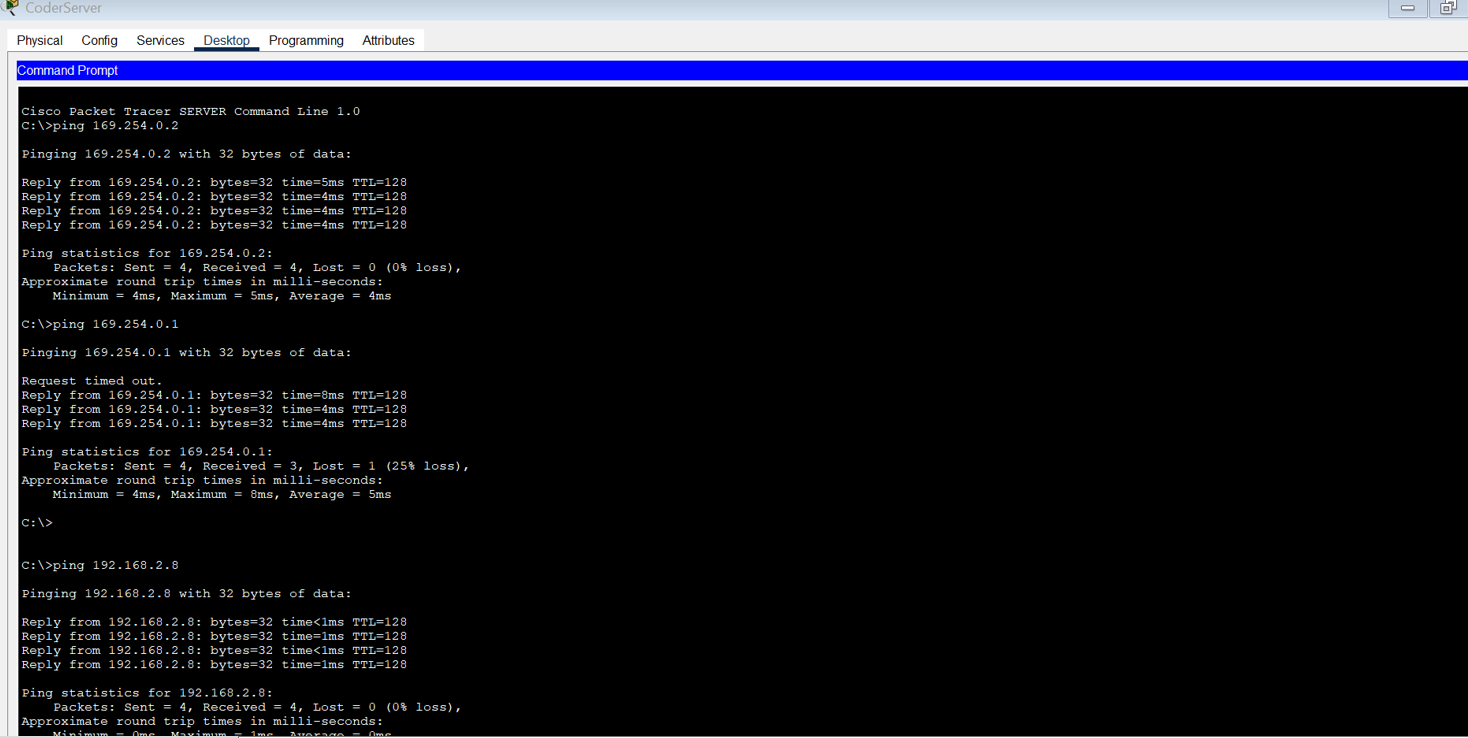 CoderServer
Physical Config Services Desktop Programming Attributes
Command Prompt
Cisco Packet Tracer SERVER Command Line 1.0
C:\>ping 169.254.0.2
Pinging 169.254.0.2 with 32 bytes of data:
Reply from 169.254.0.2: bytes=32 time=5ms TTL=128
Reply from 169.254.0.2: bytes=32 time=4ms TTL=128
Reply from 169.254.0.2: bytes=32 time=4ms TTL=128
Reply from 169.254.0.2: bytes=32 time=4ms TTL=128
Ping statistics for 169.254.0.2:
Packets: Sent = 4, Received = 4, Lost = 0 (0% loss),
Approximate round trip times in milli-seconds:
Minimum = 4ms, Maximum = 5ms, Average = 4ms
C:\>ping 169.254.0.1
Pinging 169.254.0.1 with 32 bytes of data:
Request timed out.
Reply from 169.254.0.1: bytes=32 time=8ms TTL=128
Reply from 169.254.0.1: bytes=32 time=4ms TTL=128
Reply from 169.254.0.1: bytes=32 time=4ms TTL=128
Ping statistics for 169.254.0.1:
Packets: Sent = 4, Received = 3, Lost = 1 (25% loss),
Approximate round trip times in milli-seconds:
Minimum = 4ms, Maximum = 8ms, Average = 5ms
C:\>
C:\>ping 192.168.2.8
Pinging 192.168.2.8 with 32 bytes of data:
Reply from 192.168.2.8: bytes=32 time<1ms TTL=128
Reply from 192.168.2.8: bytes=32 time=1ms TTL=128
Reply from 192.168.2.8: bytes=32 time<1ms TTL=128
Reply from 192.168.2.8: bytes=32 time=1ms TTL=128
Ping statistics for 192.168.2.8:
Packets: Sent = 4, Received = 4, Lost = 0 (0% loss),
Approximate round trip times in milli-seconds:
Minimum = 0ms, Maximum = 1ms, Average = 0ms